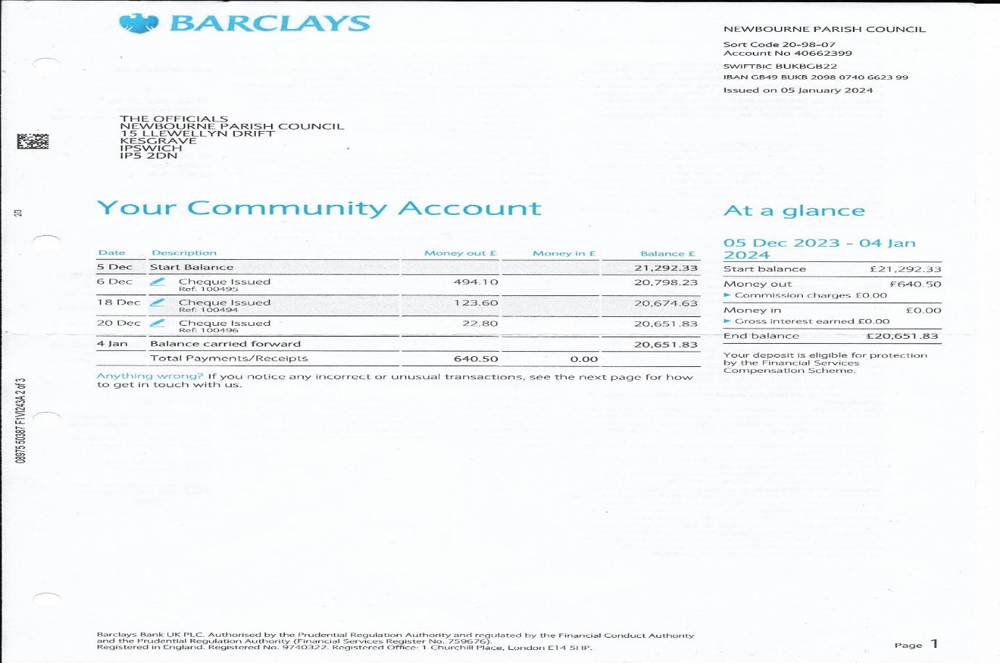 BARCLAYS
NEWBOURNE PARISH COUNCIL
Sort Code 20-98-07
Account No 40662399
SWIFTBIC BUKBGB22
IBAN GB49 BUKB 2098 0740 6623 99
Issued on 05 January 2024
THE OFFICIALS
NEWBOURNE PARISH COUNCIL
15 LLEWELLYN DRIFT
KESGRAVE
IPSWICH
IP5 2DN
2/3
08975 50387 F1VI243A 2 of 3
Your Community Account
Date Description Money out £ Money in £ Balance £
5 Dec Start Balance 21,292.33
6 Dec Cheque Issued 494.10 20,798.23
Ref: 100495
18 Dec Cheque Issued 123.60 20,674.63
Ref: 100494
20 Dec Cheque Issued 22.80 20,651.83
Ref: 100496
4 Jan Balance carried forward 20,651.83
Total Payments/Receipts 640.50 0.00
Anything wrong? If you notice any incorrect or unusual transactions, see the next page for how
to get in touch with us.
At a glance
05 Dec 2023 - 04 Jan
2024
Start balance £21,292.33
Money out £640.50
► Commission charges £0.00
Money in £0.00
► Gross interest earned £0.00
End balance £20,651.83
Your deposit is eligible for protection
by the Financial Services
Compensation Scheme.
Barclays Bank UK PLC. Authorised by the Prudential Regulation Authority and regulated by the Financial Conduct Authority
and the Prudential Regulation Authority (Financial Services Register No. 759676).
Registered in England. Registered No. 9740322. Registered Office: 1 Churchill Place, London E14 5HP.
Page 1